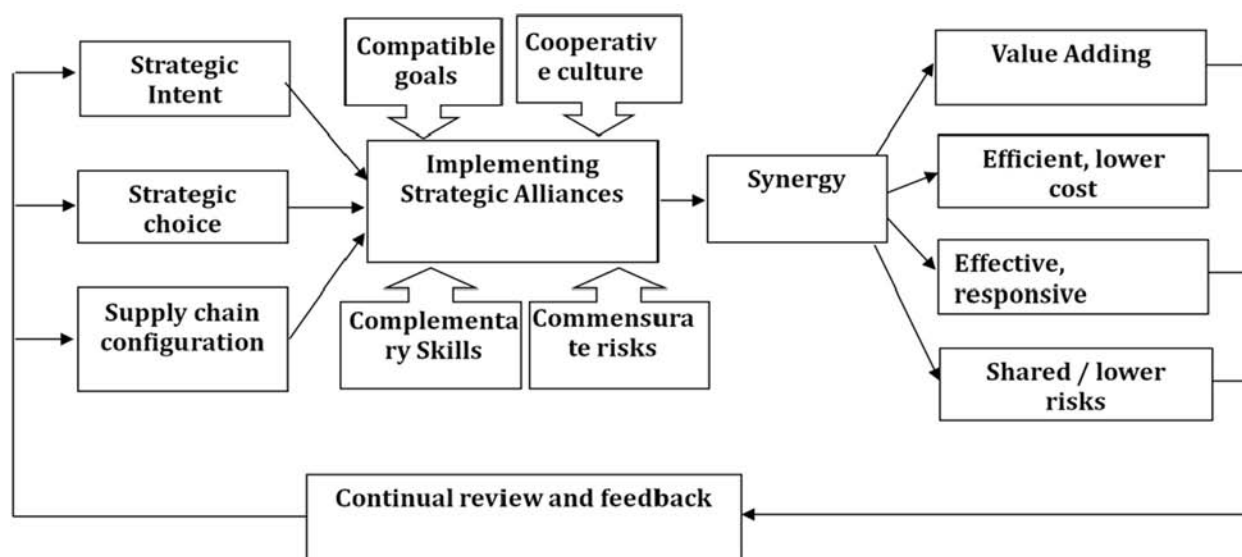 Strategic
Intent
Compatible
goals
Cooperativ
e culture
Value Adding
Implementing
Strategic Alliances
Synergy
Efficient, lower
cost
Strategic
choice
Effective,
responsive
Supply chain
configuration
Complementa
ry Skills
Commensura
te risks
Shared / lower
risks
Continual review and feedback